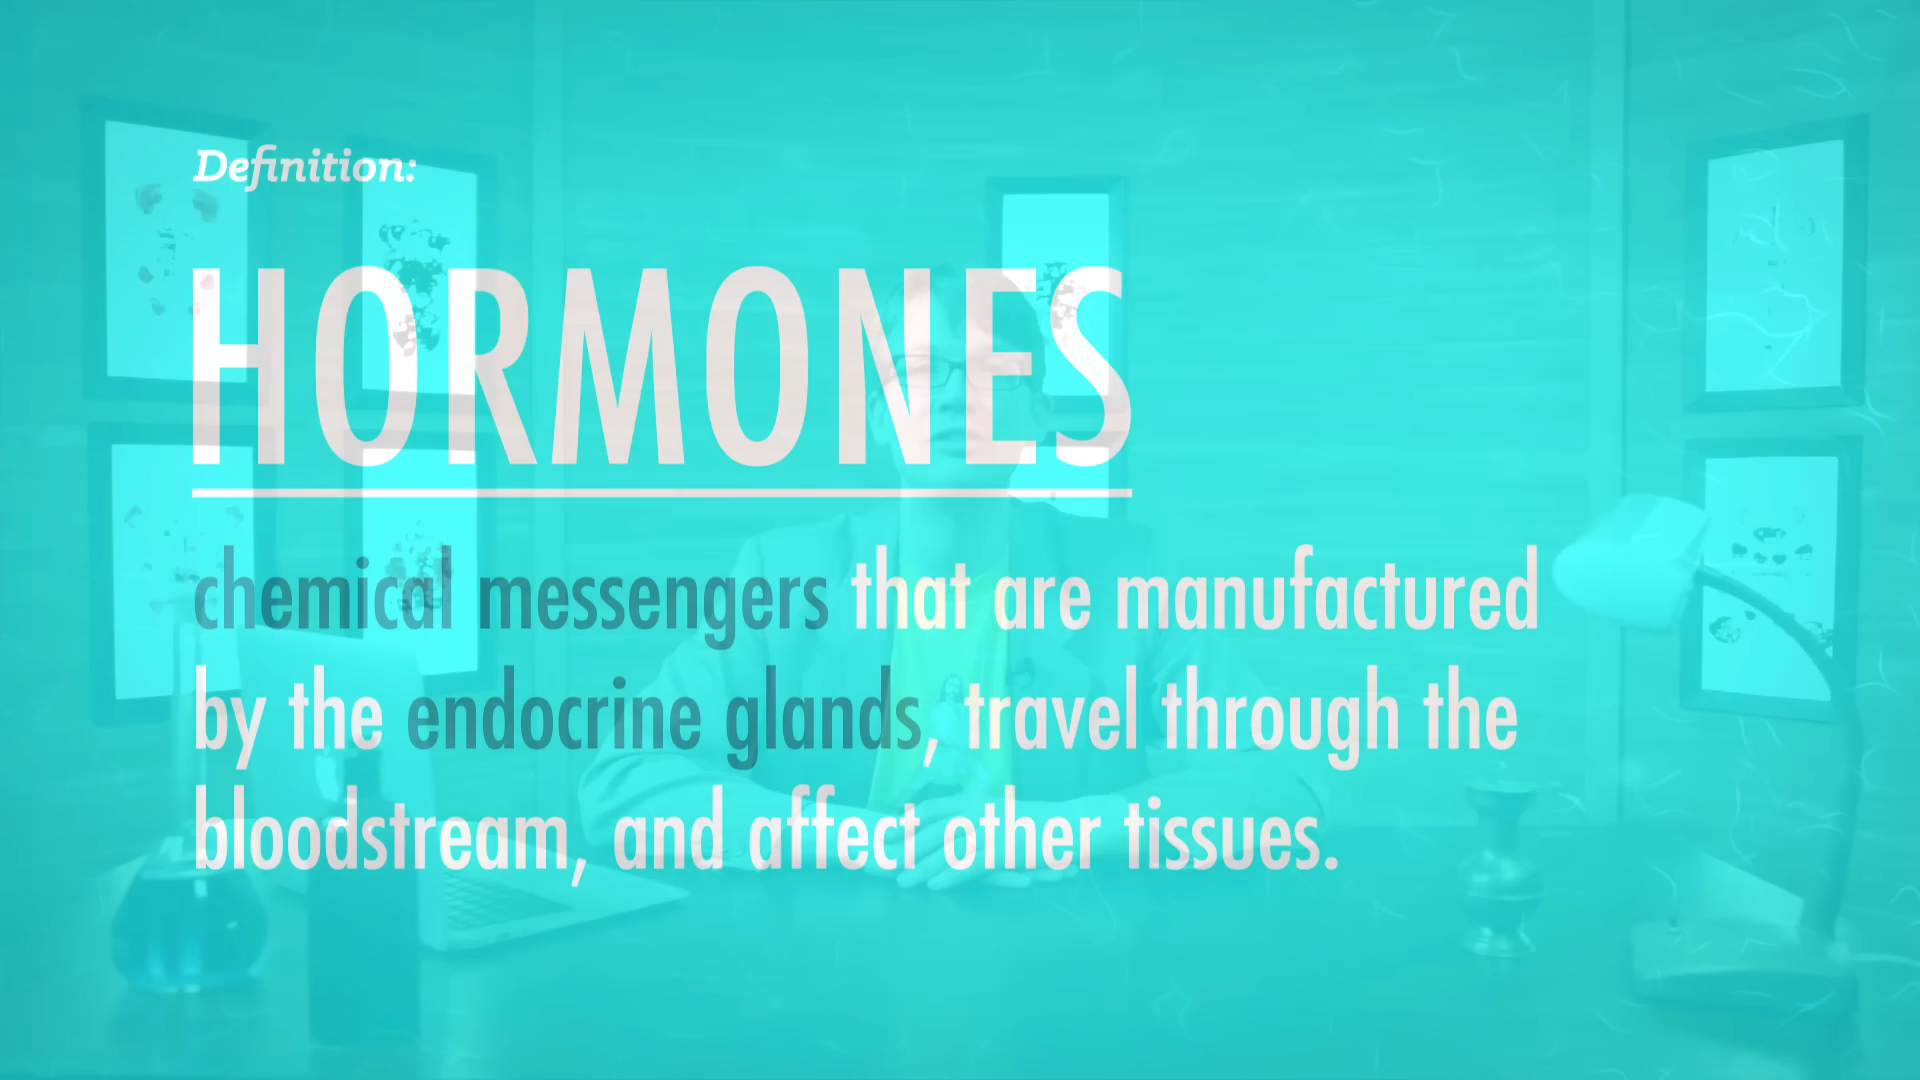 Definition:
HORMONES
chemical messengers that are manufactured
by the endocrine glands, travel through the
bloodstream, and affect other tissues.